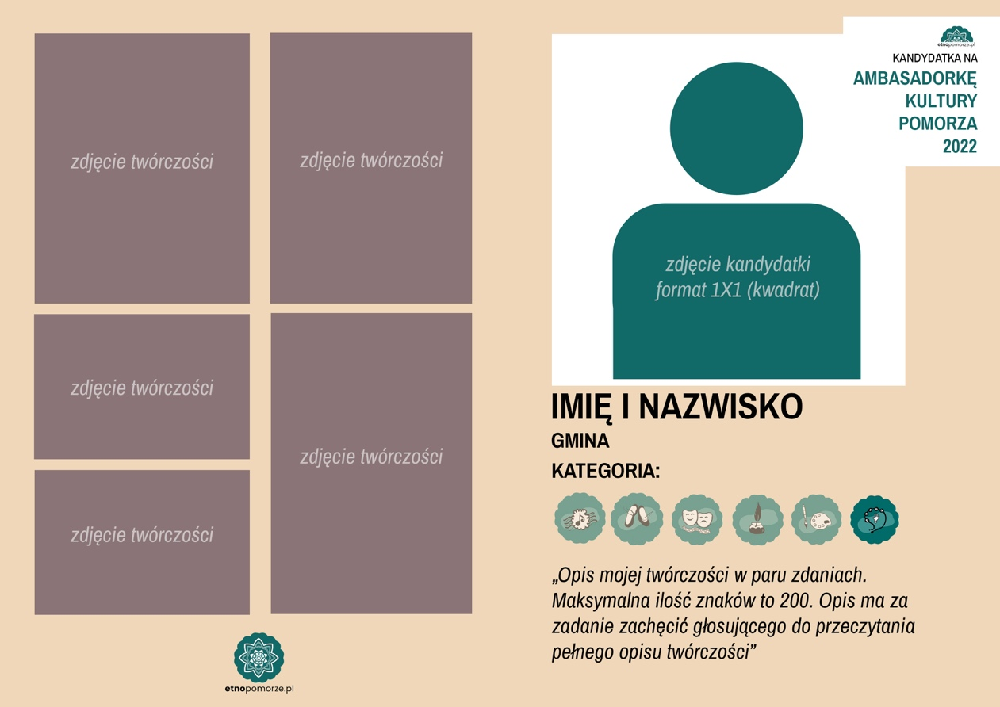 zdjęcie twórczości
zdjęcie twórczości
zdjęcie twórczości
zdjęcie twórczości
zdjęcie twórczości
etnopomorze.pl
etnopomorze.pl
KANDYDATKA NA
AMBASADORKĘ
KULTURY
POMORZA
2022
zdjęcie kandydatki
format 1X1 (kwadrat)
IMIĘ I NAZWISKO
GMINA
KATEGORIA:
„Opis mojej twórczości w paru zdaniach.
Maksymalna ilość znaków to 200. Opis ma za
zadanie zachęcić głosującego do przeczytania
pełnego opisu twórczości”